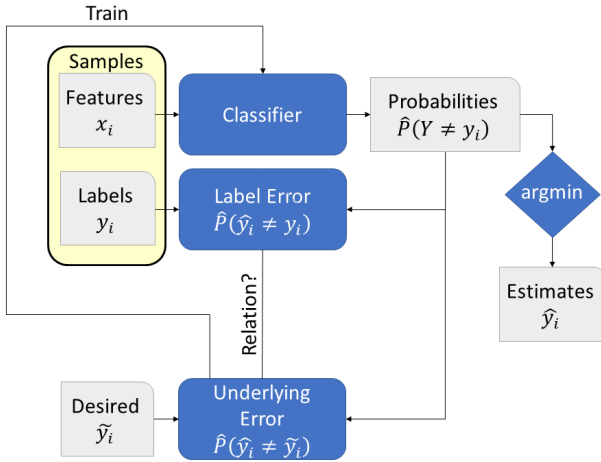 Train
Samples
Features
xᵢ
Classifier
Probabilities
P̂(Y ≠ yᵢ)
Labels
yᵢ
Label Error
P̂(ŷᵢ ≠ yᵢ)
argmin
Estimates
ŷᵢ
Relation?
Desired
ỹᵢ
Underlying
Error
P̂(ŷᵢ ≠ ỹᵢ)